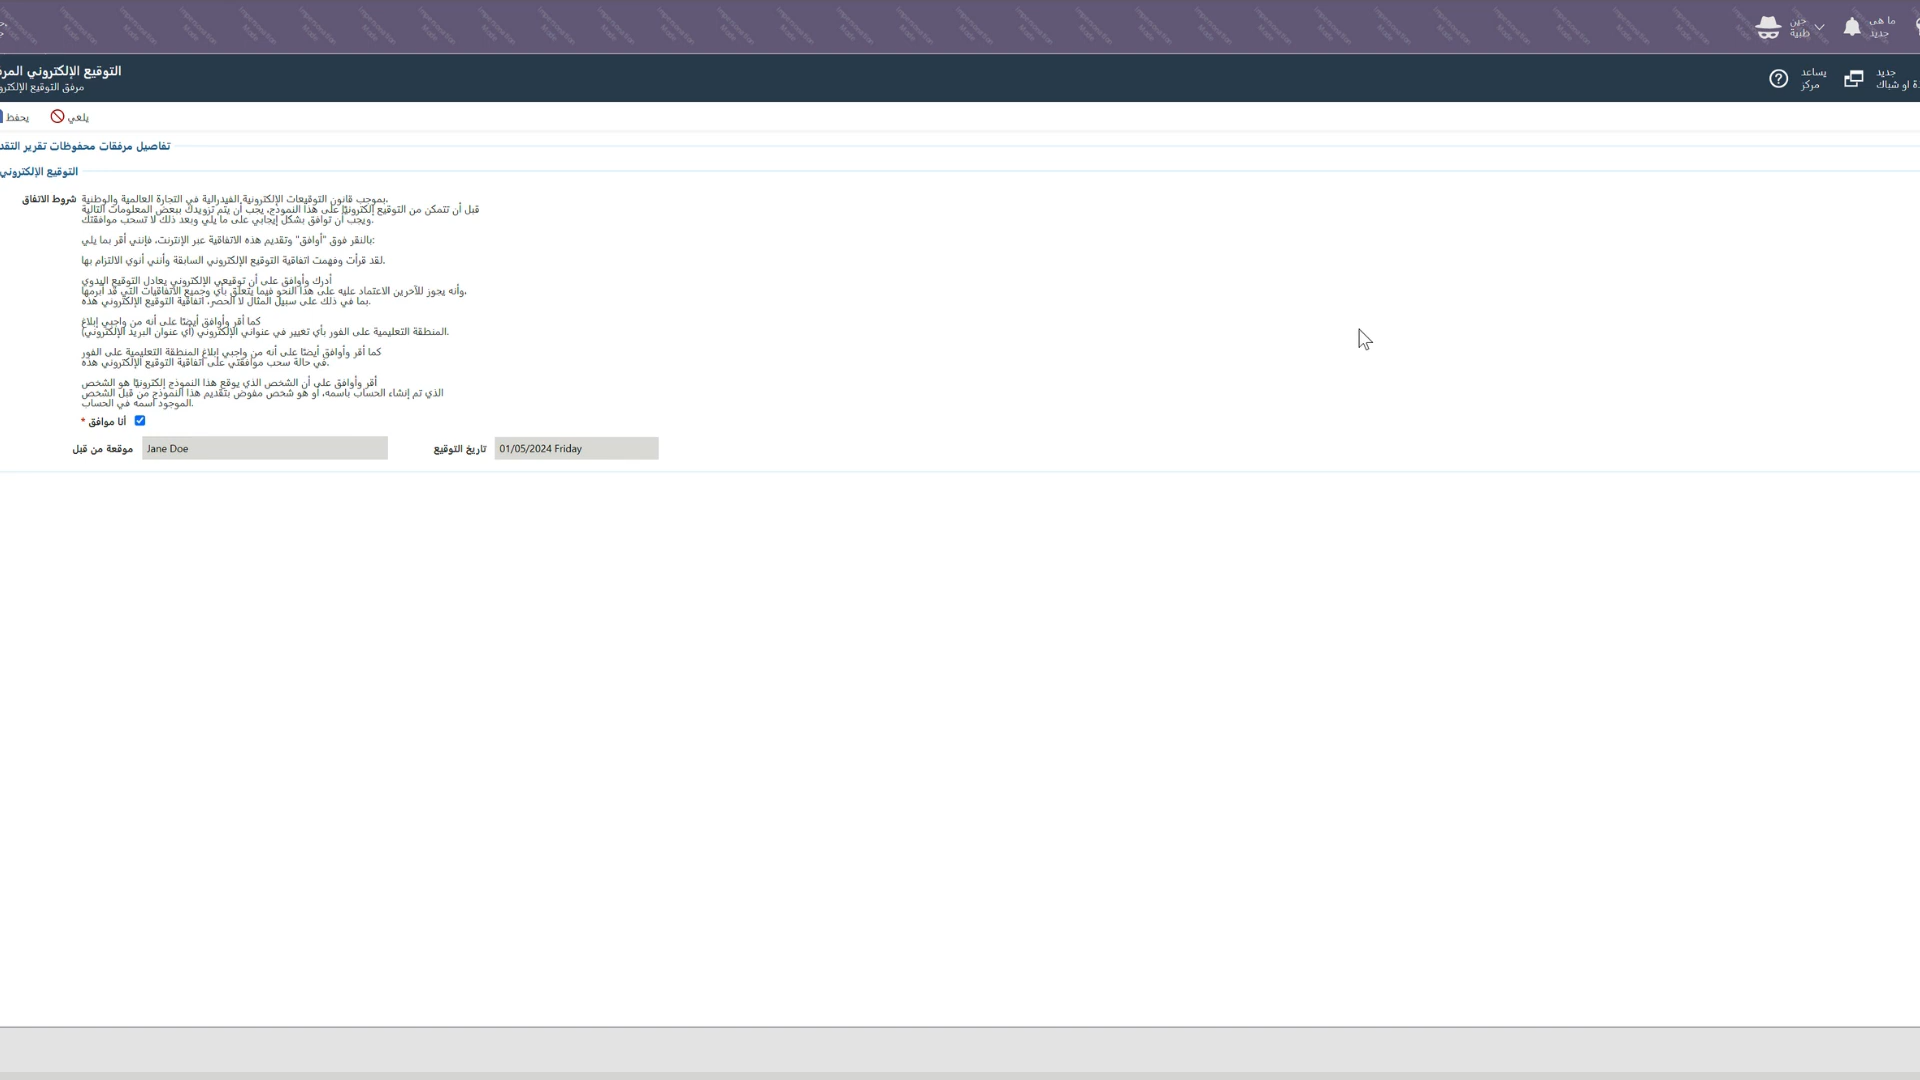 جين
طبية
ما هي
جديد
التوقيع الإلكتروني
مرفق التوقيع
يساعد
مركز
جديد
او شباك
يحفظ
يلغي
تفاصيل مرفقات محفوظات تقرير
التوقيع الإلكتروني
شروط الاتفاق
بموجب قانون التوقيعات الإلكترونية الفيدرالية في التجارة العالمية والوطنية.
قبل أن تتمكن من التوقيع إلكترونيًا على هذا النموذج، يجب أن يتم تزويدك ببعض المعلومات التالية
ويجب أن توافق بشكل إيجابي على ما يلي وبعد ذلك لا تسحب موافقتك.
بالنقر فوق "أوافق" وتقديم هذه الاتفاقية عبر الإنترنت، فإنني أقر بما يلي:
لقد قرأت وفهمت اتفاقية التوقيع الإلكتروني السابقة وأنني أنوي الالتزام بها.
أدرك وأوافق على أن توقيعي الإلكتروني يعادل التوقيع اليدوي
وأنه يجوز للآخرين الاعتماد عليه على هذا النحو فيما يتعلق بأي وجميع الاتفاقيات التي قد أبرمها،
بما في ذلك على سبيل المثال لا الحصر، اتفاقية التوقيع الإلكتروني هذه.
كما أقر وأوافق أيضًا على أنه من واجبي إبلاغ
المنطقة التعليمية على الفور بأي تغيير في عنواني الإلكتروني (أي عنوان البريد الإلكتروني).
كما أقر وأوافق أيضًا على أنه من واجبي إبلاغ المنطقة التعليمية على الفور
في حالة سحب موافقتي على اتفاقية التوقيع الإلكتروني هذه.
أقر وأوافق على أن الشخص الذي يوقع هذا النموذج إلكترونيًا هو الشخص
الذي تم إنشاء الحساب باسمه، أو هو شخص مفوض بتقديم هذا النموذج من قبل الشخص
الموجود اسمه في الحساب.
* أنا موافق
موقعة من قبل Jane Doe
تاريخ التوقيع 01/05/2024 Friday